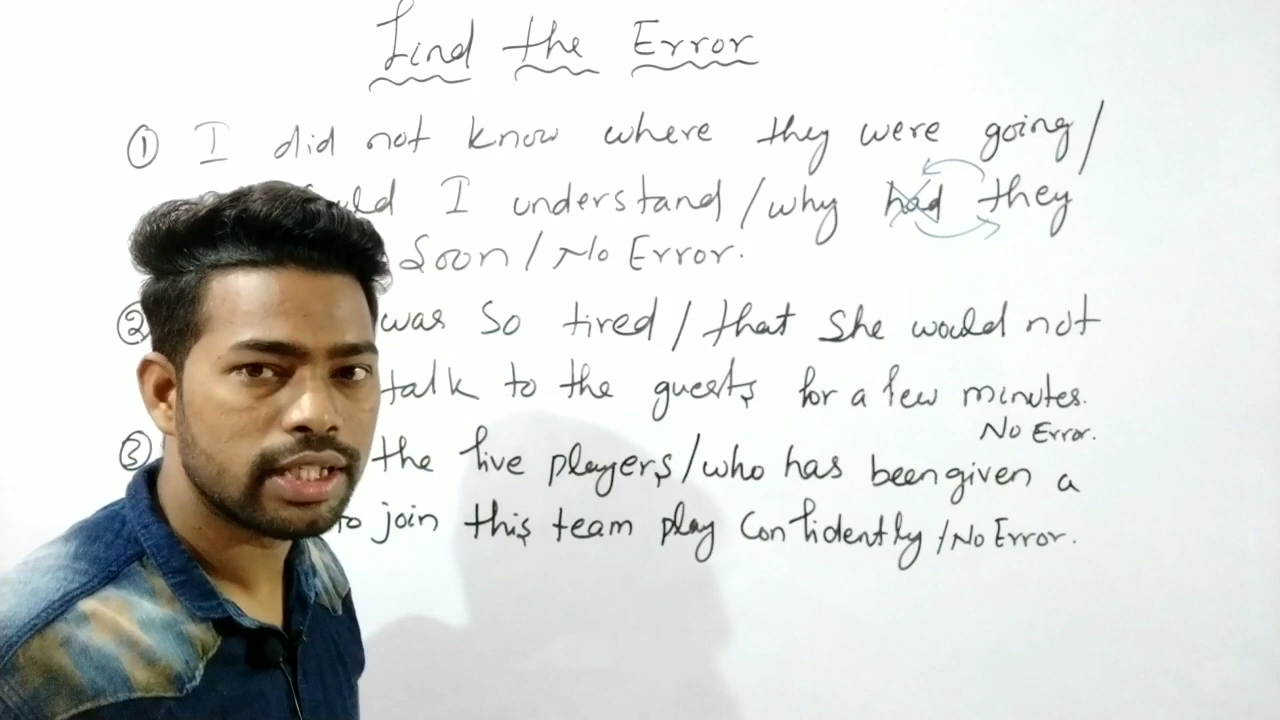 Find the Error
① I did not know where they were going/
I understand/why had they
Soon/No Error.
② was So tired/that She would not
talk to the guests for a few minutes.
No Error.
③ the five players/who has been given a
to join this team play Confidently/No Error.